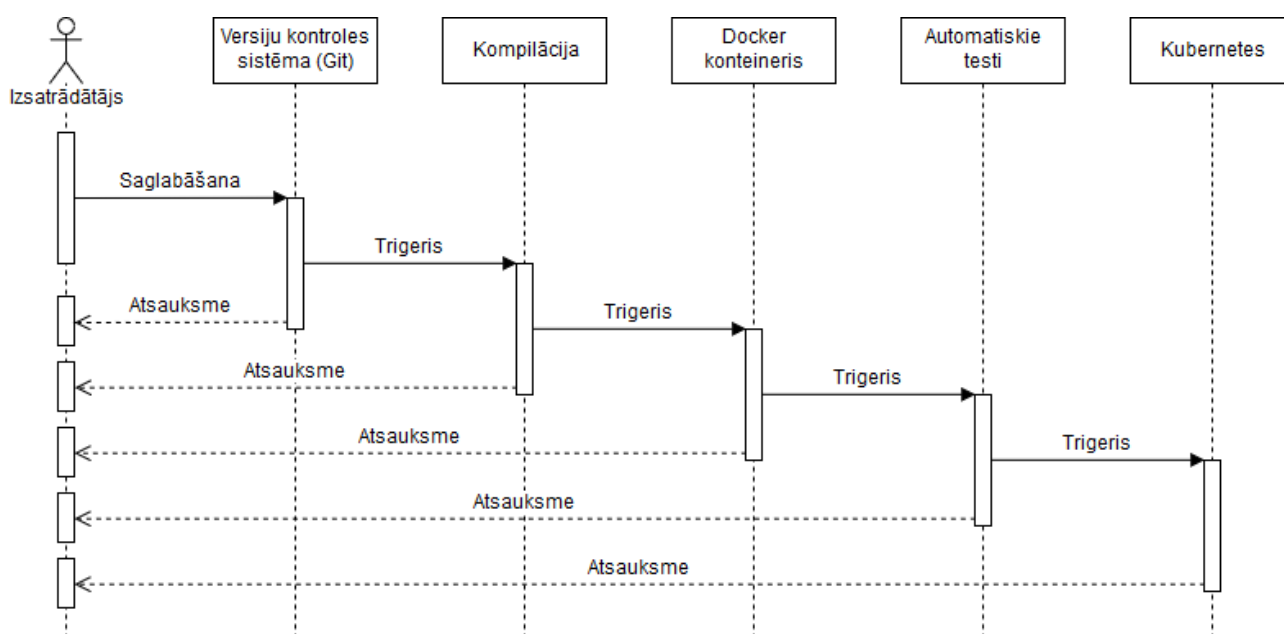 Versiju kontroles
sistēma (Git)
Kompilācija
Docker
konteineris
Automatiskie
testi
Kubernetes
Izsatrādātājs
Saglabāšana
Trigeris
Atsauksme
Trigeris
Atsauksme
Trigeris
Atsauksme
Trigeris
Atsauksme
Atsauksme